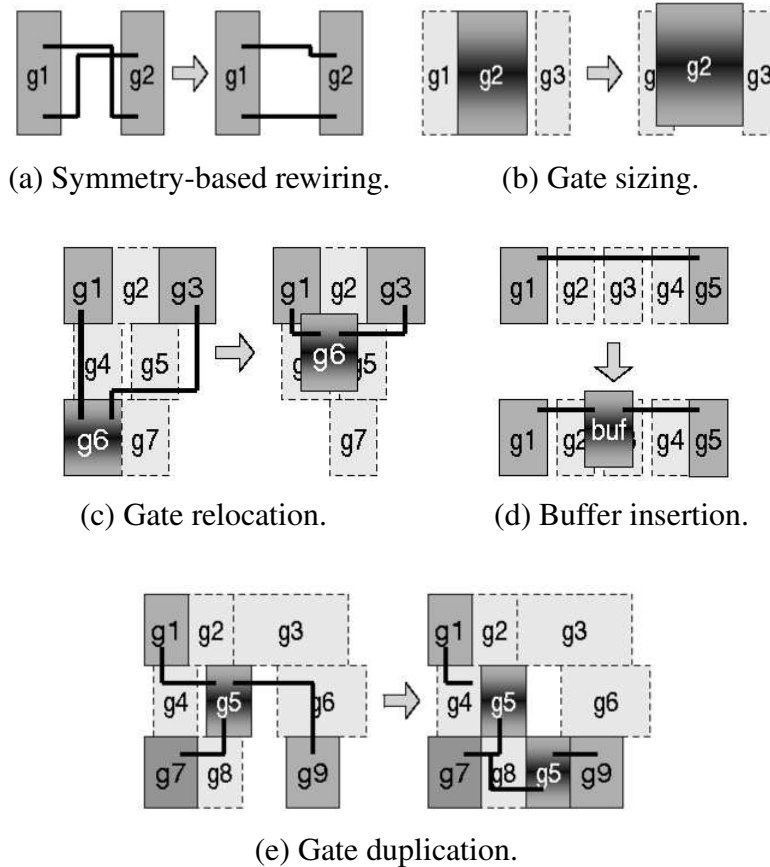 g1 g2 g1 g2
g1 g2 g3 g g2 g3
(a) Symmetry-based rewiring.
(b) Gate sizing.
g1 g2 g3 g1 g2 g3
g4 g5 g6 g5
g6 g7 g7
g1 g2 g3 g4 g5
g1 g2 buf g4 g5
(c) Gate relocation.
(d) Buffer insertion.
g1 g2 g3 g1 g2 g3
g4 g5 g6 g4 g5 g6
g7 g8 g9 g7 g8 g5 g9
(e) Gate duplication.